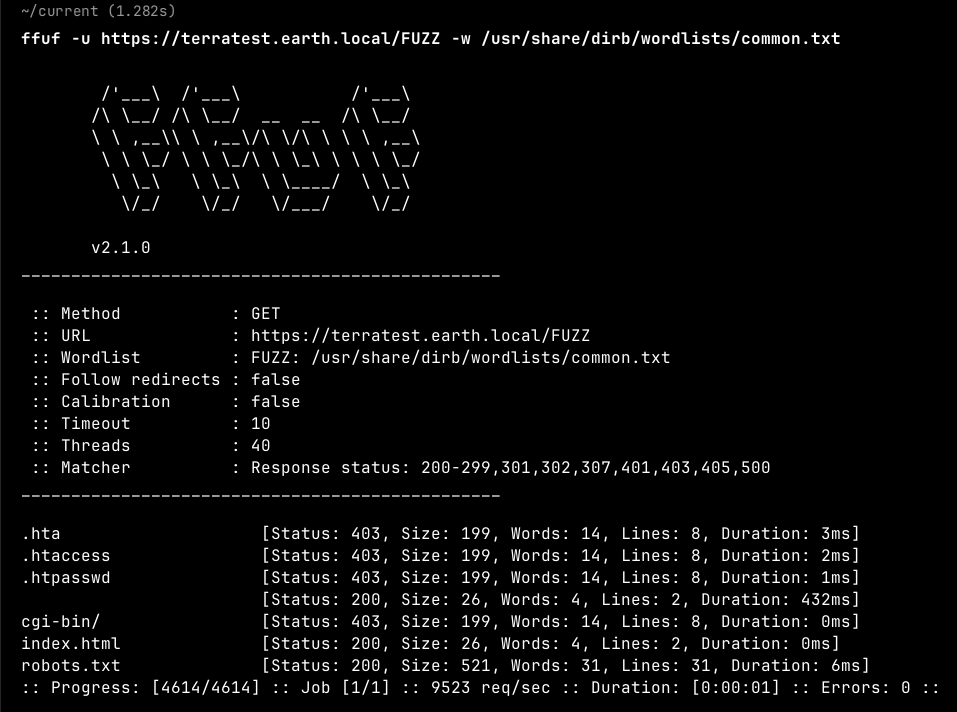 ~/current (1.282s)
ffuf -u https://terratest.earth.local/FUZZ -w /usr/share/dirb/wordlists/common.txt

        /'___\  /'___\           /'___\
       /\ \__/ /\ \__/  __  __  /\ \__/
       \ \ ,__\\ \ ,__\/\ \/\ \ \ \ ,__\
        \ \ \_/ \ \ \_/\ \ \_\ \ \ \ \_/
         \ \_\   \ \_\  \ \____/  \ \_\
          \/_/    \/_/   \/___/    \/_/

       v2.1.0
________________________________________________

 :: Method           : GET
 :: URL              : https://terratest.earth.local/FUZZ
 :: Wordlist         : FUZZ: /usr/share/dirb/wordlists/common.txt
 :: Follow redirects : false
 :: Calibration      : false
 :: Timeout          : 10
 :: Threads          : 40
 :: Matcher          : Response status: 200-299,301,302,307,401,403,405,500
________________________________________________

.hta                    [Status: 403, Size: 199, Words: 14, Lines: 8, Duration: 3ms]
.htaccess               [Status: 403, Size: 199, Words: 14, Lines: 8, Duration: 2ms]
.htpasswd               [Status: 403, Size: 199, Words: 14, Lines: 8, Duration: 1ms]
                        [Status: 200, Size: 26, Words: 4, Lines: 2, Duration: 432ms]
cgi-bin/                [Status: 403, Size: 199, Words: 14, Lines: 8, Duration: 0ms]
index.html              [Status: 200, Size: 26, Words: 4, Lines: 2, Duration: 0ms]
robots.txt              [Status: 200, Size: 521, Words: 31, Lines: 31, Duration: 6ms]
:: Progress: [4614/4614] :: Job [1/1] :: 9523 req/sec :: Duration: [0:00:01] :: Errors: 0 ::